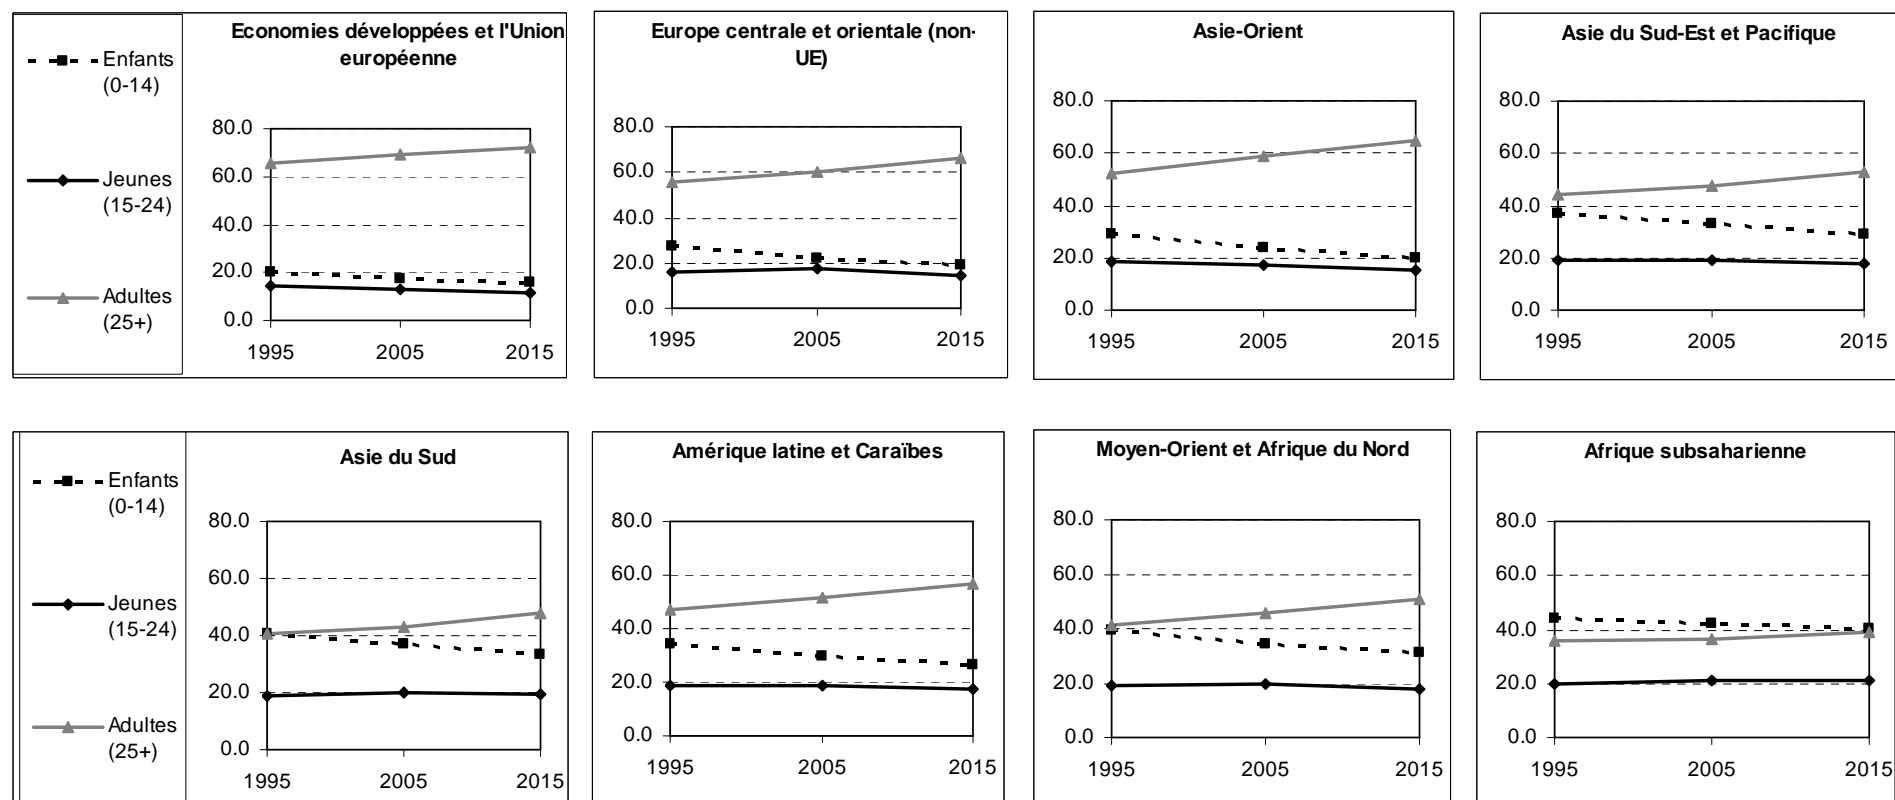 Enfants
(0-14)
Jeunes
(15-24)
Adultes
(25+)
Economies développées et l'Union
européenne
80.0
60.0
40.0
20.0
0.0
1995 2005 2015
Europe centrale et orientale (non-
UE)
80.0
60.0
40.0
20.0
0.0
1995 2005 2015
Asie-Orient
80.0
60.0
40.0
20.0
0.0
1995 2005 2015
Asie du Sud-Est et Pacifique
80.0
60.0
40.0
20.0
0.0
1995 2005 2015
Enfants
(0-14)
Jeunes
(15-24)
Adultes
(25+)
Asie du Sud
80.0
60.0
40.0
20.0
0.0
1995 2005 2015
Amérique latine et Caraïbes
80.0
60.0
40.0
20.0
0.0
1995 2005 2015
Moyen-Orient et Afrique du Nord
80.0
60.0
40.0
20.0
0.0
1995 2005 2015
Afrique subsaharienne
80.0
60.0
40.0
20.0
0.0
1995 2005 2015